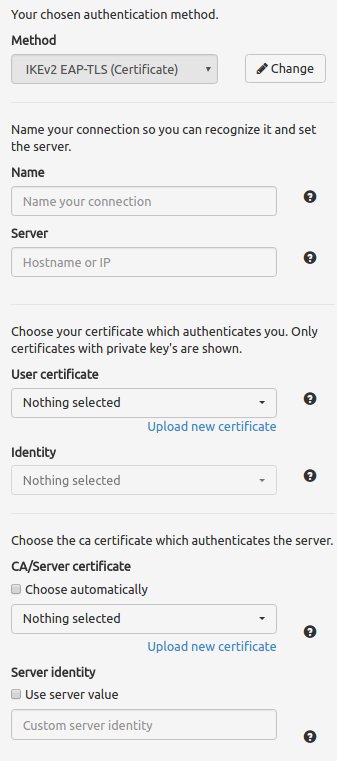 Your chosen authentication method.
Method
IKEv2 EAP-TLS (Certificate)
Change
Name your connection so you can recognize it and set
the server.
Name
Name your connection
Server
Hostname or IP
Choose your certificate which authenticates you. Only
certificates with private key's are shown.
User certificate
Nothing selected
Upload new certificate
Identity
Nothing selected
Choose the ca certificate which authenticates the server.
CA/Server certificate
Choose automatically
Nothing selected
Upload new certificate
Server identity
Use server value
Custom server identity